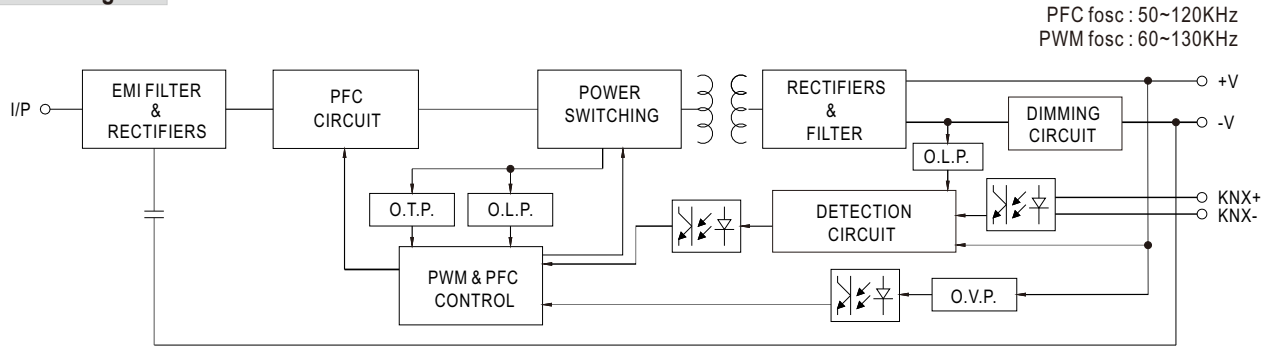 PFC fosc : 50~120KHz
PWM fosc : 60~130KHz
I/P
EMI FILTER
&
RECTIFIERS
PFC
CIRCUIT
POWER
SWITCHING
RECTIFIERS
&
FILTER
DIMMING
CIRCUIT
+V
-V
O.L.P.
O.T.P.
O.L.P.
DETECTION
CIRCUIT
KNX+
KNX-
PWM & PFC
CONTROL
O.V.P.